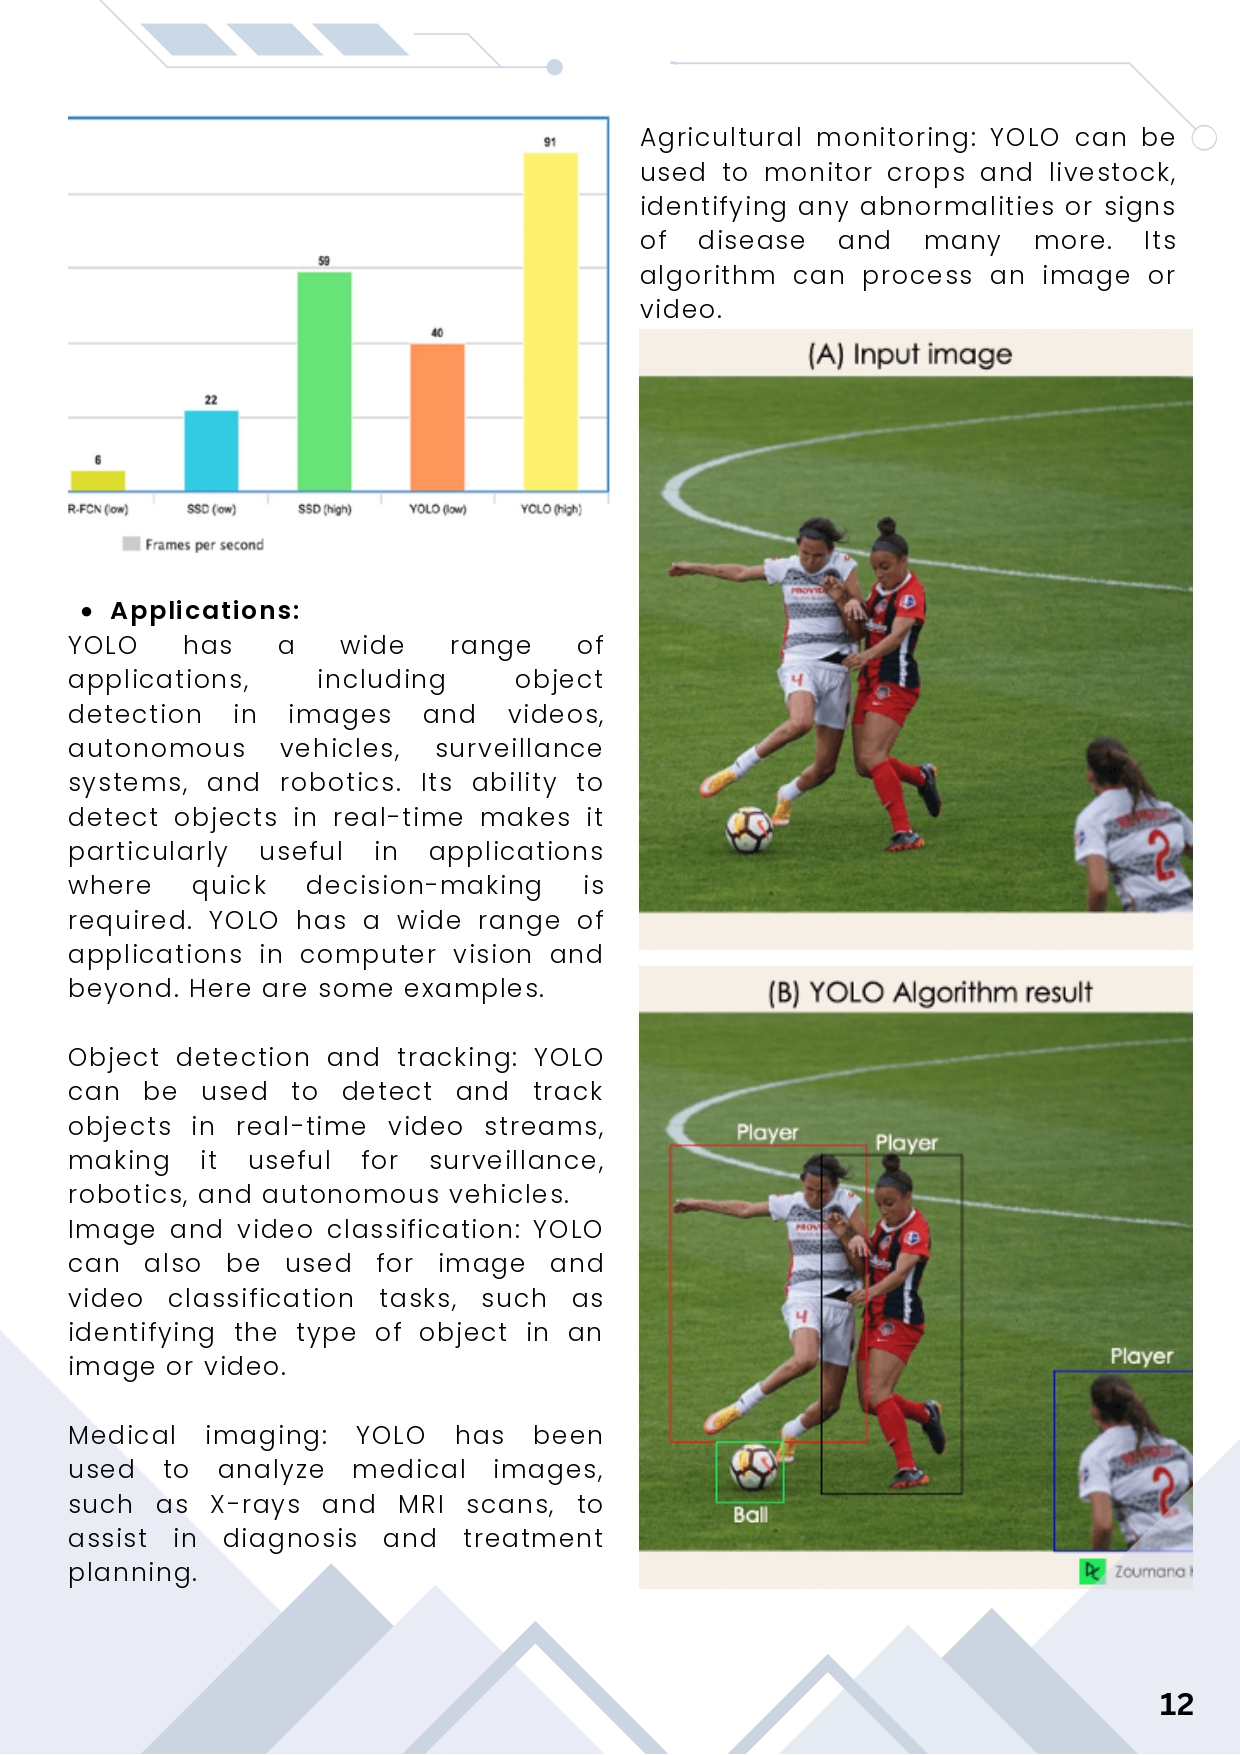 91
59
40
22
6
R-FCN (low) SSD (low) SSD (high) YOLO (low) YOLO (high)
Frames per second
• Applications:
YOLO has a wide range of
applications, including object
detection in images and videos,
autonomous vehicles, surveillance
systems, and robotics. Its ability to
detect objects in real-time makes it
particularly useful in applications
where quick decision-making is
required. YOLO has a wide range of
applications in computer vision and
beyond. Here are some examples.
Object detection and tracking: YOLO
can be used to detect and track
objects in real-time video streams,
making it useful for surveillance,
robotics, and autonomous vehicles.
Image and video classification: YOLO
can also be used for image and
video classification tasks, such as
identifying the type of object in an
image or video.
Medical imaging: YOLO has been
used to analyze medical images,
such as X-rays and MRI scans, to
assist in diagnosis and treatment
planning.
Agricultural monitoring: YOLO can be
used to monitor crops and livestock,
identifying any abnormalities or signs
of disease and many more. Its
algorithm can process an image or
video.
(A) Input image
4
2
(B) YOLO Algorithm result
Player
Player
4
Player
2
Ball
Zoumana
12